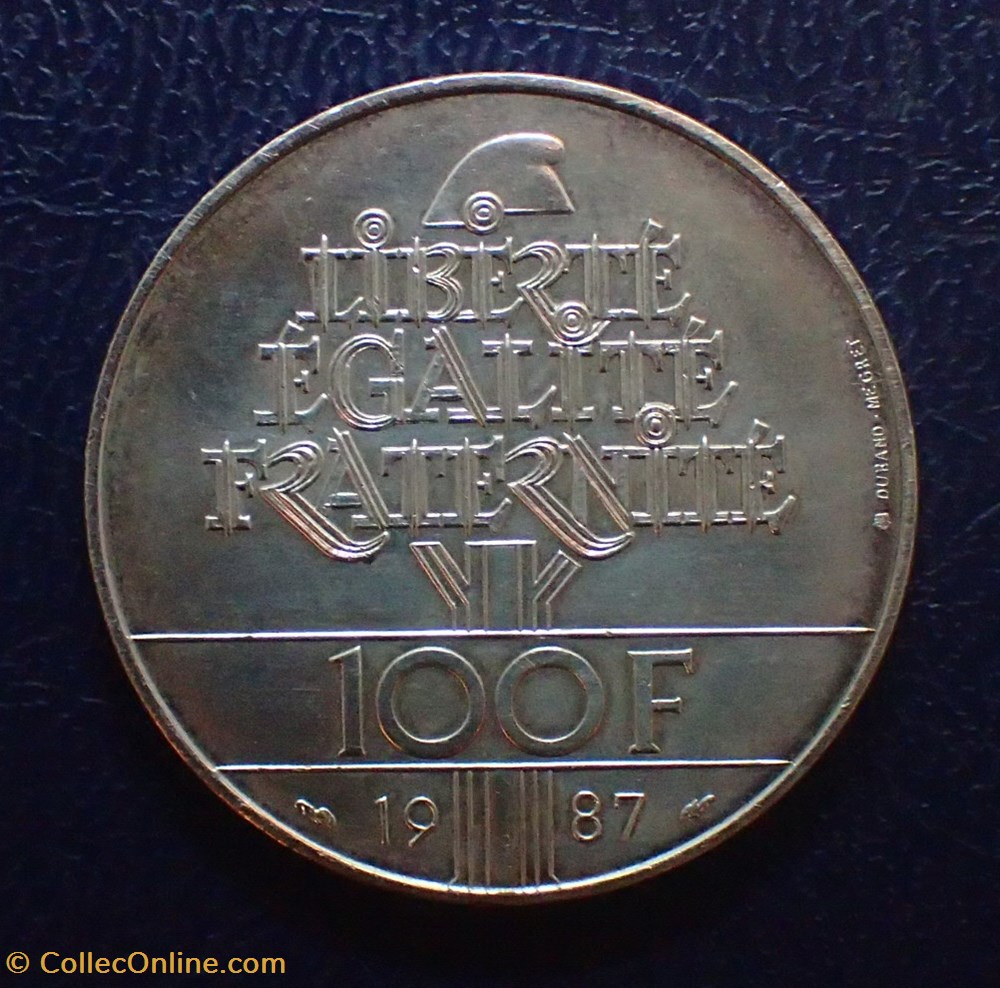 LIBERTÉ
ÉGALITÉ
FRATERNITÉ
DURAND · MÉGRET
100F
19 87
© CollecOnline.com